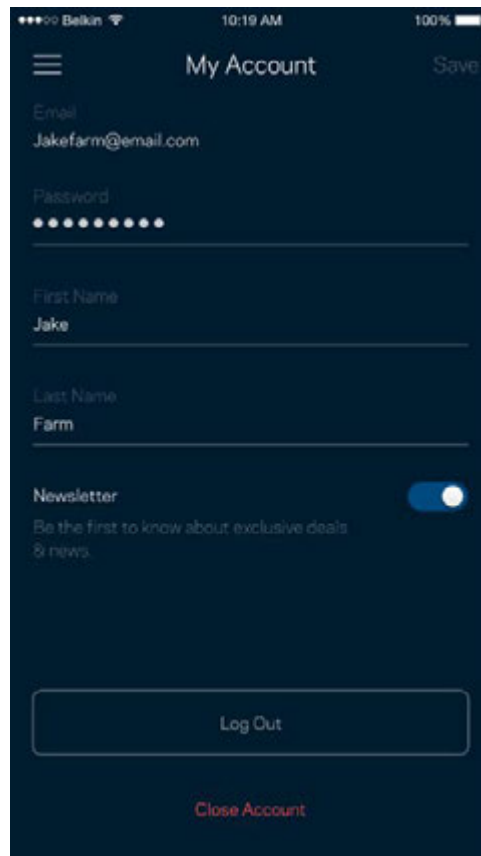 Belkin 10:19 AM 100%
My Account Save
Email
Jakefarm@email.com
Password
●●●●●●●●●
First Name
Jake
Last Name
Farm
Newsletter
Be the first to know about exclusive deals
& news.
Log Out
Close Account